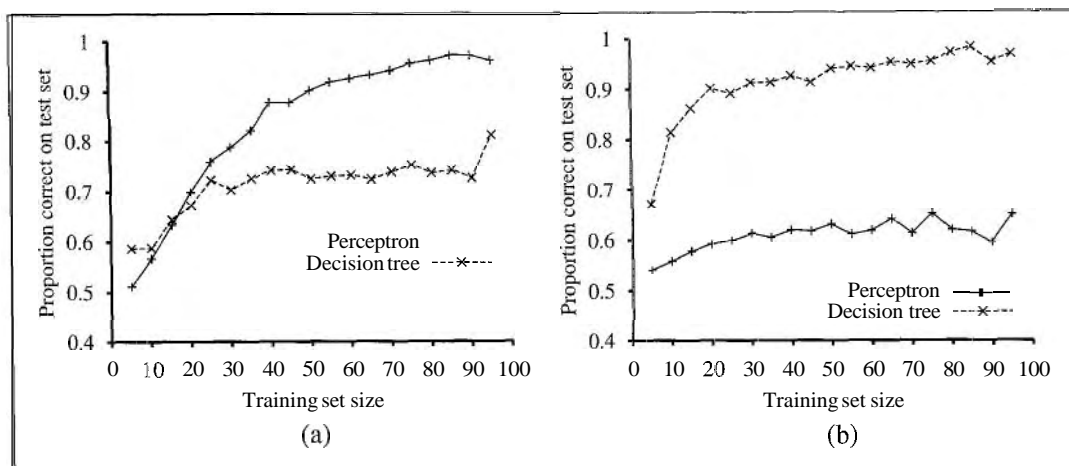 Proportion correct on test set
1
0.9
0.8
0.7
0.6
0.5
0.4
Perceptron
Decision tree
0 10 20 30 40 50 60 70 80 90 100
Training set size
(a)
Proportion correct on test set
1
0.9
0.8
0.7
0.6
0.5
0.4
Perceptron
Decision tree
0 10 20 30 40 50 60 70 80 90 100
Training set size
(b)